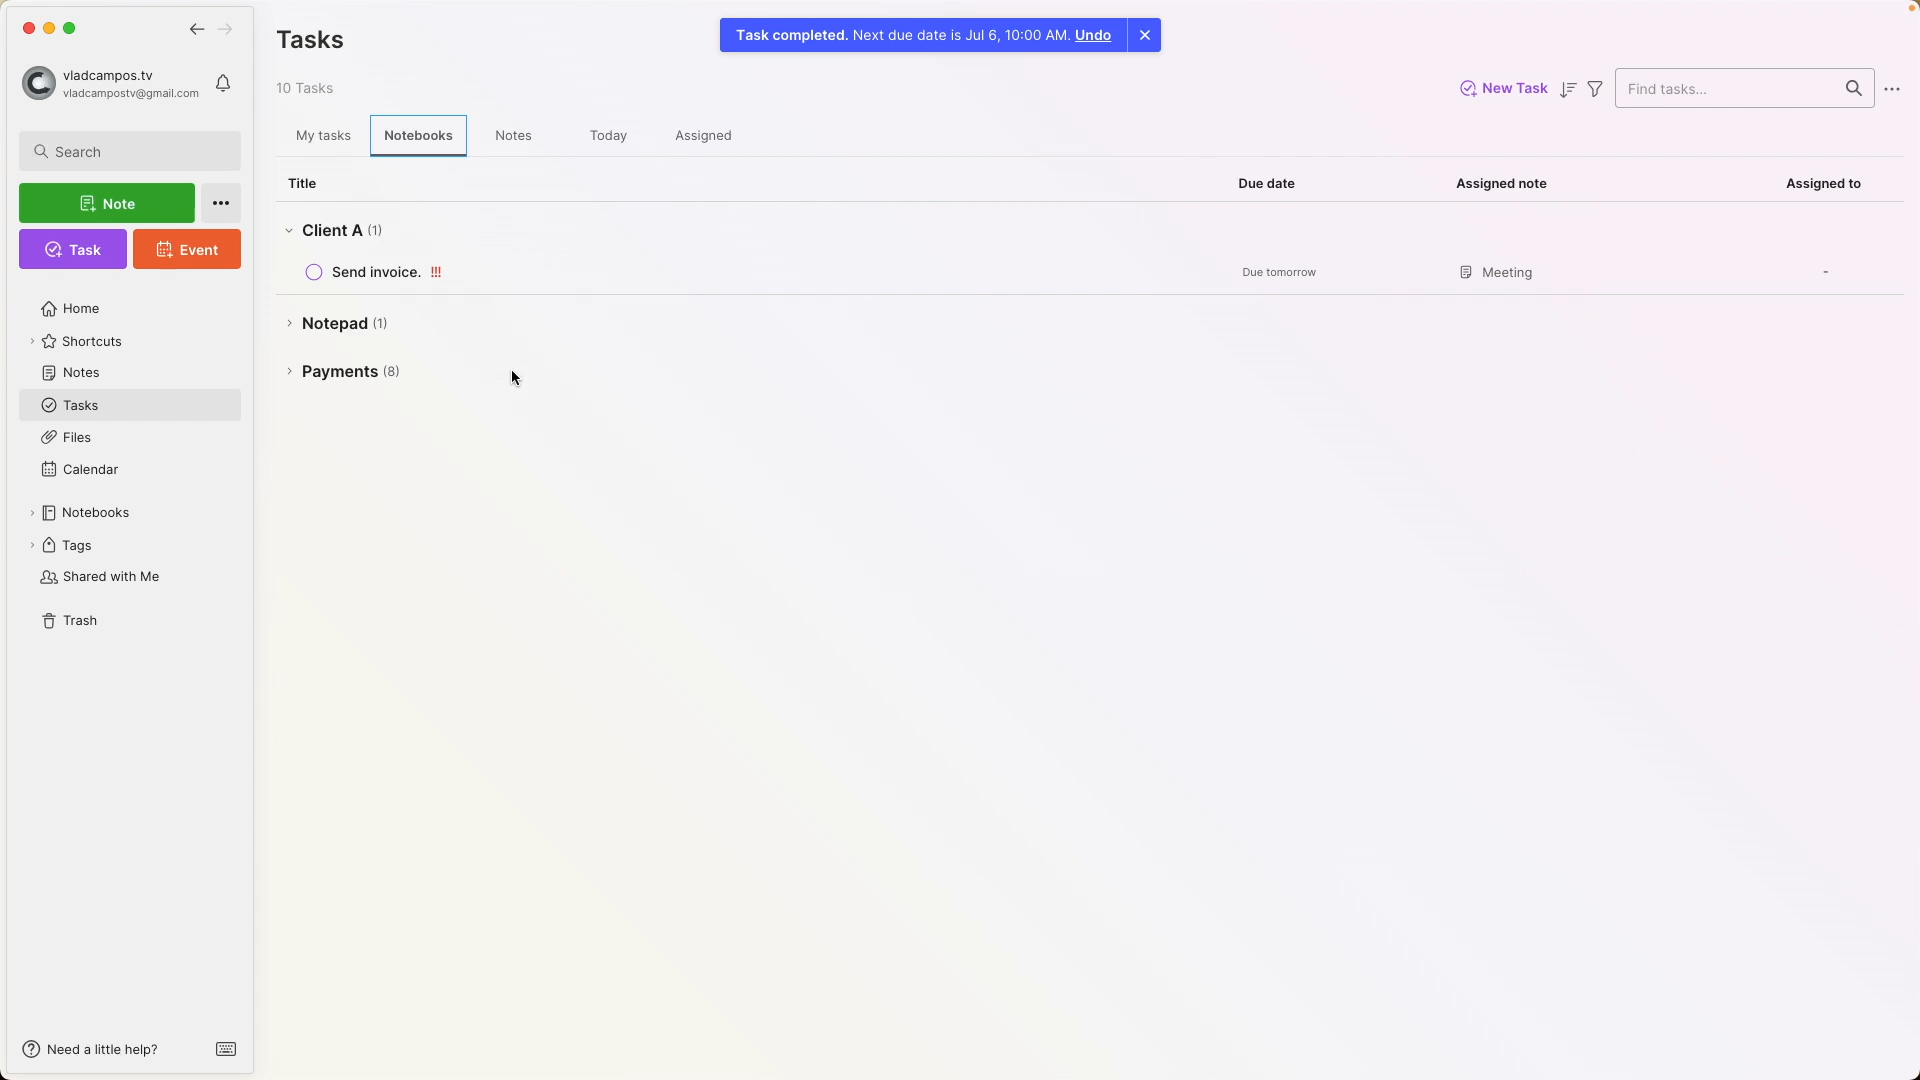 Tasks
Task completed. Next due date is Jul 6, 10:00 AM. Undo
vladcampos.tv
vladcampostv@gmail.com
Search
Note
Task
Event
Home
Shortcuts
Notes
Tasks
Files
Calendar
Notebooks
Tags
Shared with Me
Trash
Need a little help?
10 Tasks
New Task
Find tasks...
My tasks Notebooks Notes Today Assigned
Title Due date Assigned note Assigned to
Client A (1)
Send invoice. !!! Due tomorrow Meeting -
Notepad (1)
Payments (8)